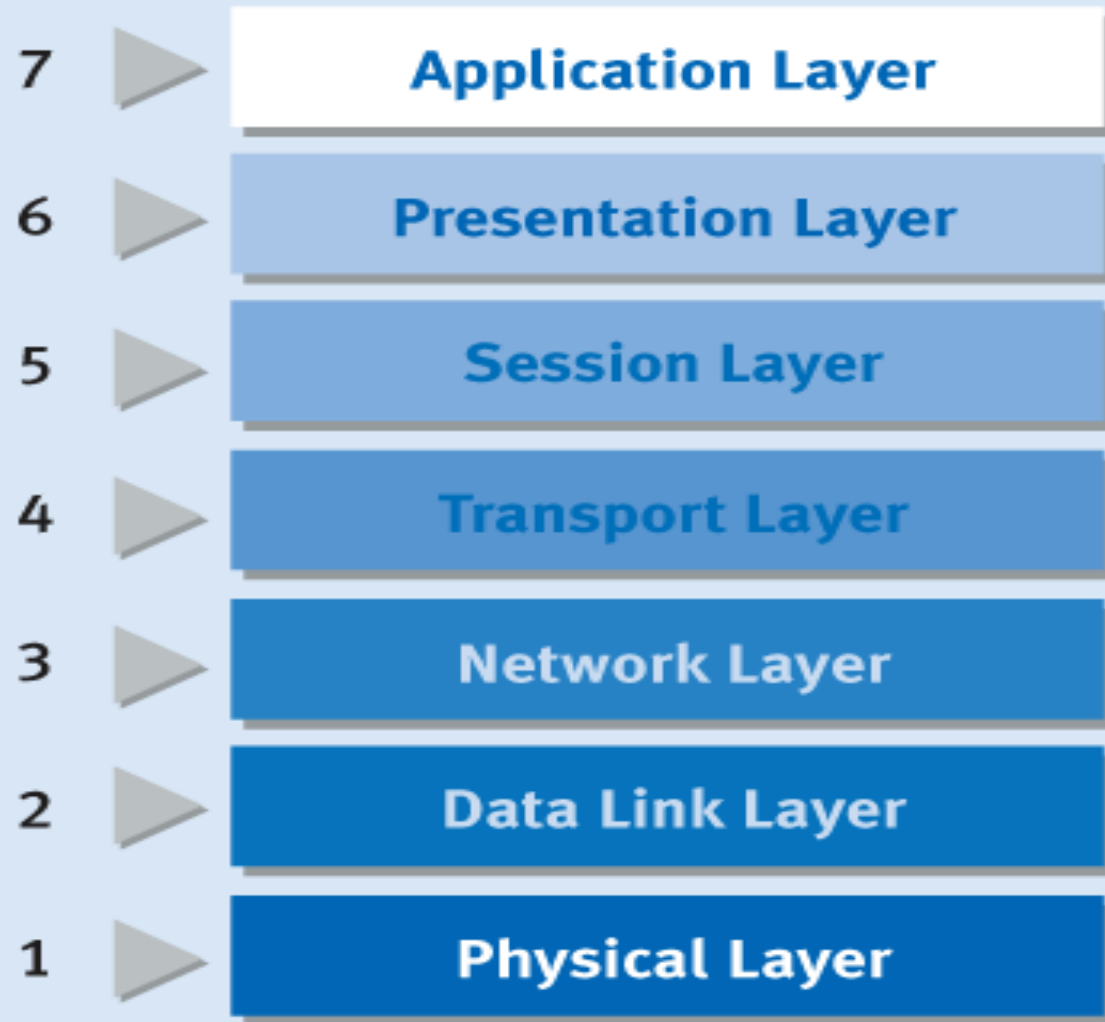 7 Application Layer
6 Presentation Layer
5 Session Layer
4 Transport Layer
3 Network Layer
2 Data Link Layer
1 Physical Layer